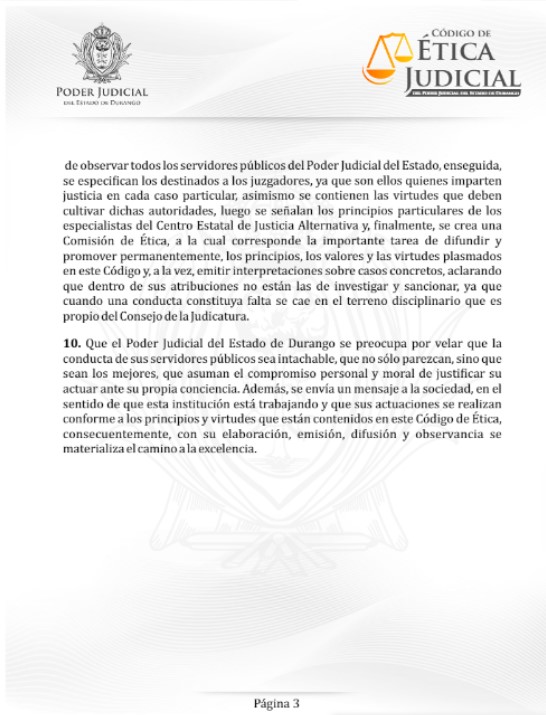 PODER JUDICIAL
DEL ESTADO DE DURANGO
CÓDIGO DE
ÉTICA
JUDICIAL
DEL PODER JUDICIAL DEL ESTADO DE DURANGO
de observar todos los servidores públicos del Poder Judicial del Estado, enseguida,
se especifican los destinados a los juzgadores, ya que son ellos quienes imparten
justicia en cada caso particular, asimismo se contienen las virtudes que deben
cultivar dichas autoridades, luego se señalan los principios particulares de los
especialistas del Centro Estatal de Justicia Alternativa y, finalmente, se crea una
Comisión de Ética, a la cual corresponde la importante tarea de difundir y
promover permanentemente, los principios, los valores y las virtudes plasmados
en este Código y, a la vez, emitir interpretaciones sobre casos concretos, aclarando
que dentro de sus atribuciones no están las de investigar y sancionar, ya que
cuando una conducta constituya falta se cae en el terreno disciplinario que es
propio del Consejo de la Judicatura.
10. Que el Poder Judicial del Estado de Durango se preocupa por velar que la
conducta de sus servidores públicos sea intachable, que no sólo parezcan, sino que
sean los mejores, que asuman el compromiso personal y moral de justificar su
actuar ante su propia conciencia. Además, se envía un mensaje a la sociedad, en el
sentido de que esta institución está trabajando y que sus actuaciones se realizan
conforme a los principios y virtudes que están contenidos en este Código de Ética,
consecuentemente, con su elaboración, emisión, difusión y observancia se
materializa el camino a la excelencia.
Página 3